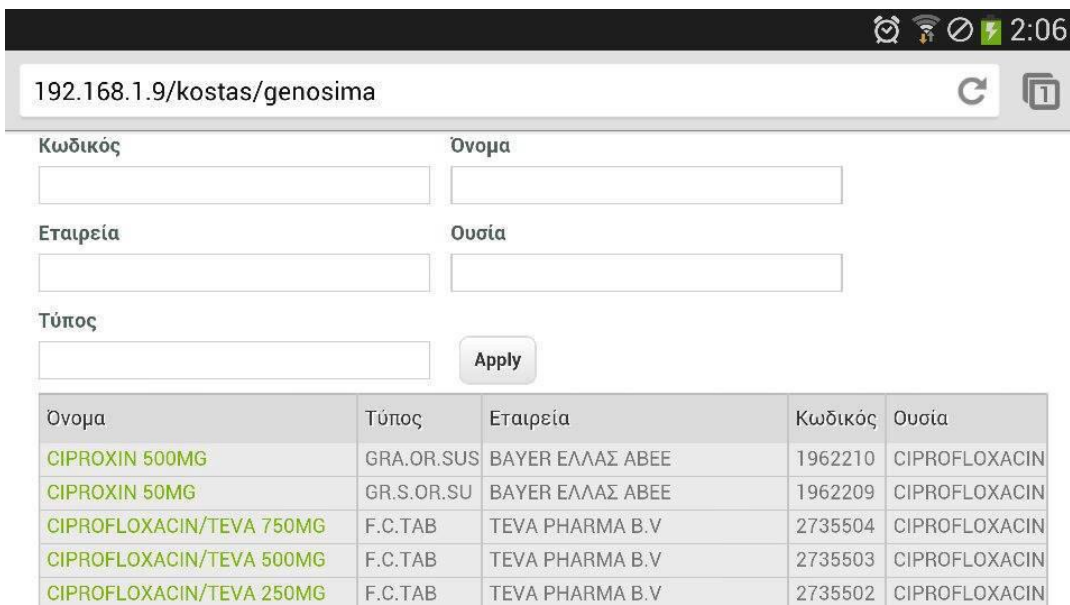 2:06
192.168.1.9/kostas/genosima
1
Κωδικός Όνομα
Εταιρεία Ουσία
Τύπος
Apply
Όνομα Τύπος Εταιρεία Κωδικός Ουσία
CIPROXIN 500MG GRA.OR.SUS BAYER ΕΛΛΑΣ ΑΒΕΕ 1962210 CIPROFLOXACIN
CIPROXIN 50MG GR.S.OR.SU BAYER ΕΛΛΑΣ ΑΒΕΕ 1962209 CIPROFLOXACIN
CIPROFLOXACIN/TEVA 750MG F.C.TAB TEVA PHARMA B.V 2735504 CIPROFLOXACIN
CIPROFLOXACIN/TEVA 500MG F.C.TAB TEVA PHARMA B.V 2735503 CIPROFLOXACIN
CIPROFLOXACIN/TEVA 250MG F.C.TAB TEVA PHARMA B.V 2735502 CIPROFLOXACIN